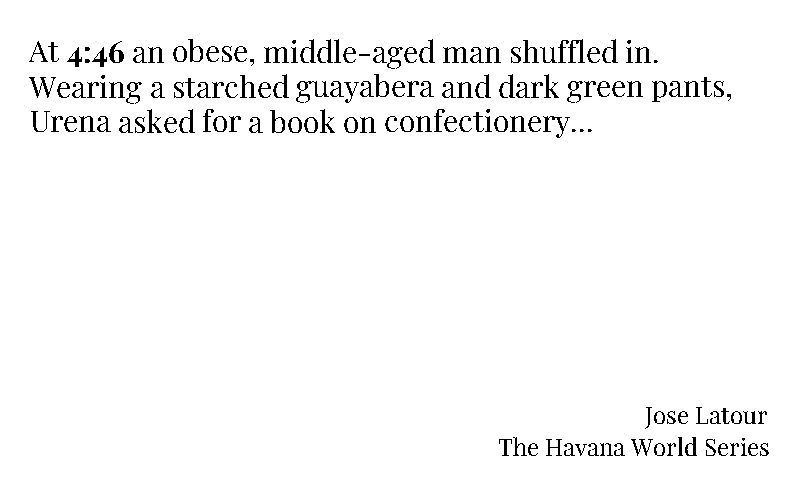 At 4:46 an obese, middle-aged man shuffled in.
Wearing a starched guayabera and dark green pants,
Urena asked for a book on confectionery...
Jose Latour
The Havana World Series